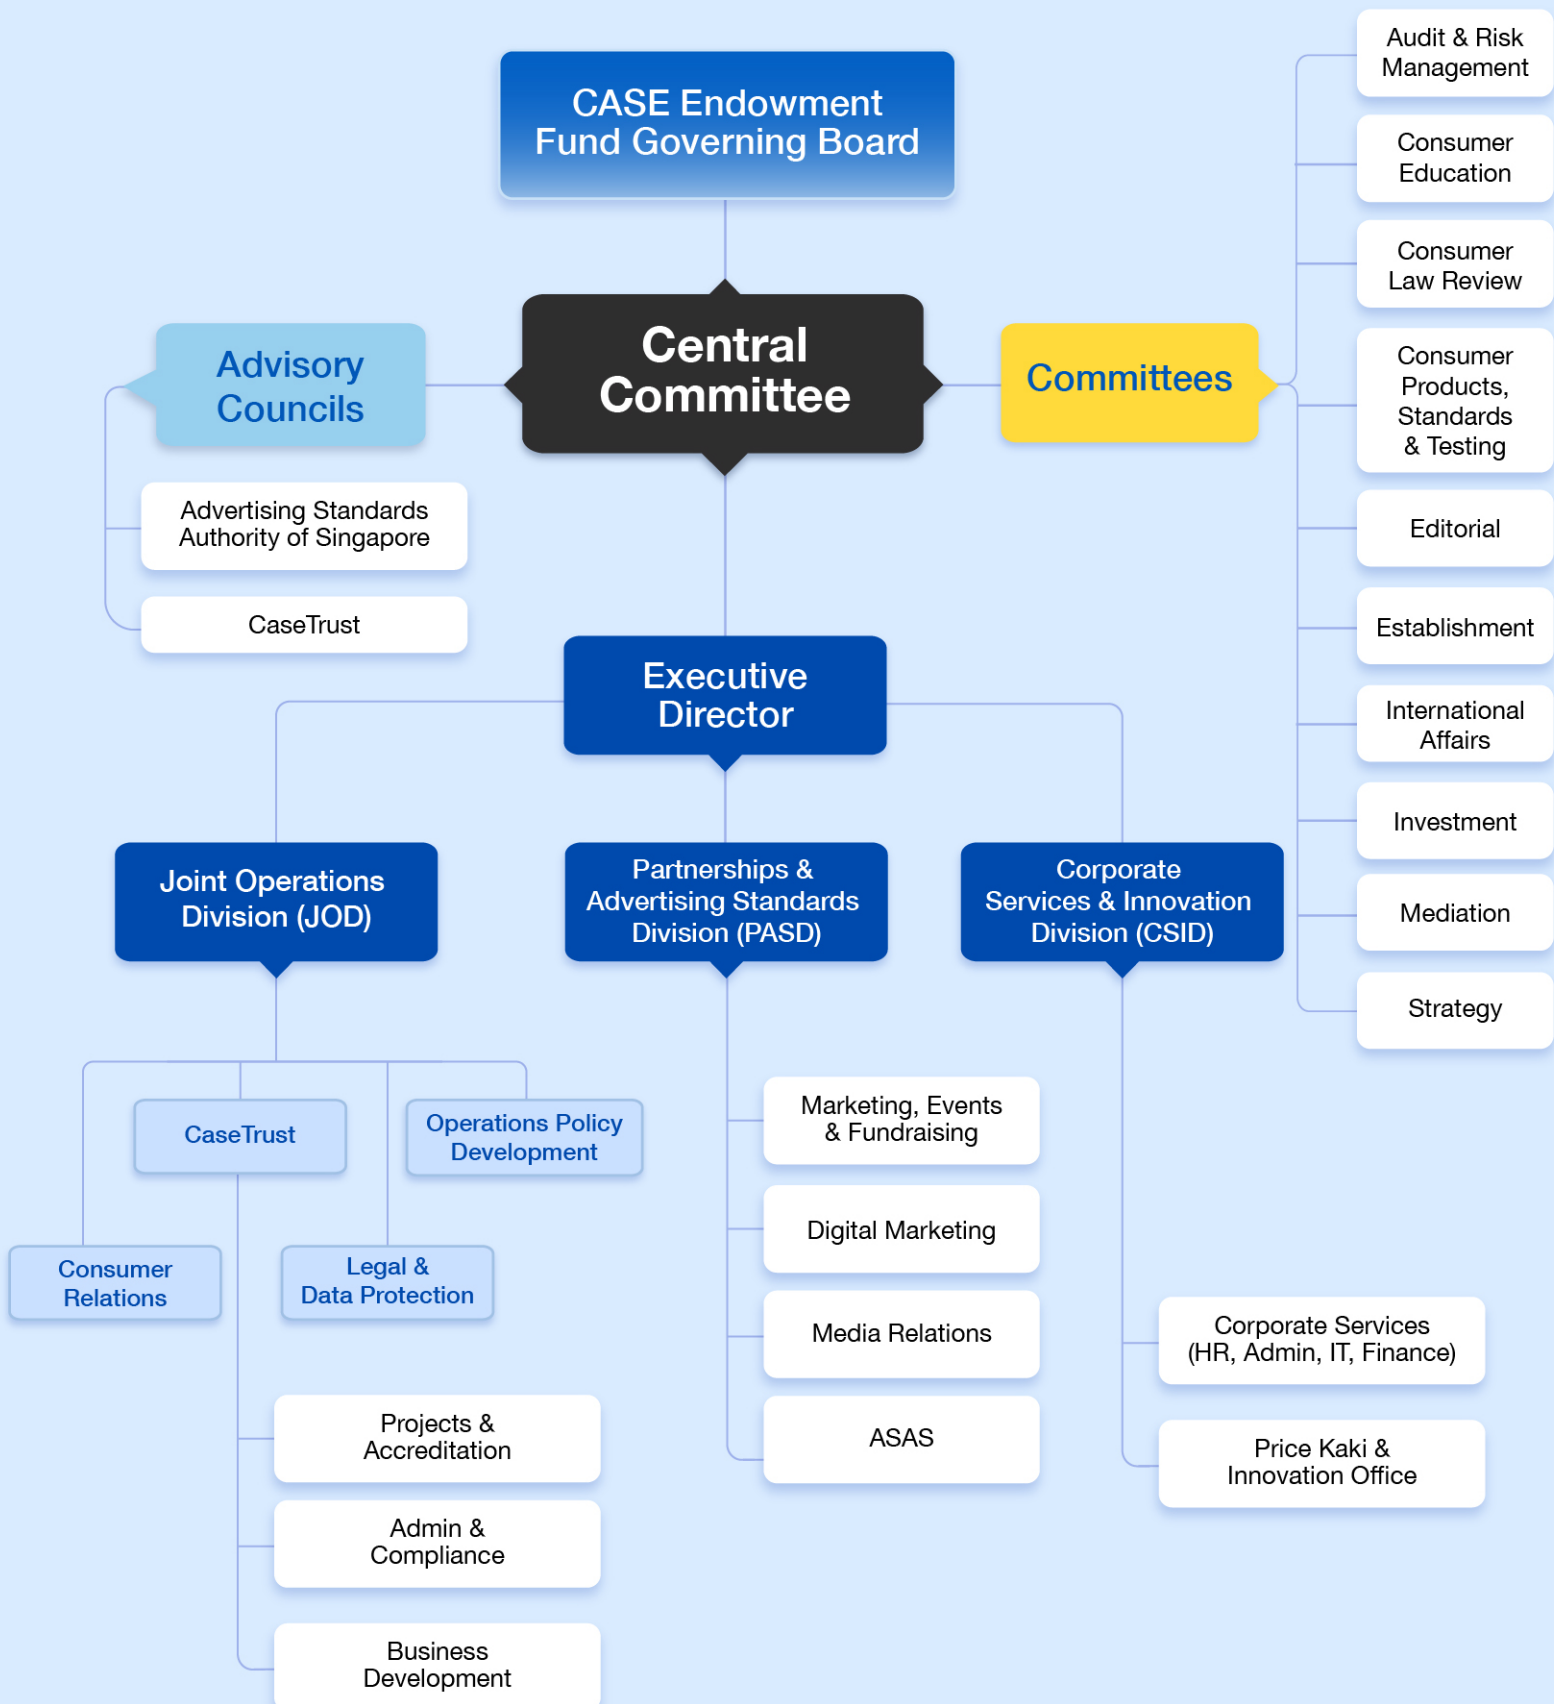 CASE Endowment
Fund Governing Board
Central
Committee
Advisory
Councils
Advertising Standards
Authority of Singapore
CaseTrust
Committees
Audit & Risk
Management
Consumer
Education
Consumer
Law Review
Consumer
Products,
Standards
& Testing
Editorial
Establishment
International
Affairs
Investment
Mediation
Strategy
Executive
Director
Joint Operations
Division (JOD)
CaseTrust
Operations Policy
Development
Consumer
Relations
Legal &
Data Protection
Projects &
Accreditation
Admin &
Compliance
Business
Development
Partnerships &
Advertising Standards
Division (PASD)
Marketing, Events
& Fundraising
Digital Marketing
Media Relations
ASAS
Corporate
Services & Innovation
Division (CSID)
Corporate Services
(HR, Admin, IT, Finance)
Price Kaki &
Innovation Office